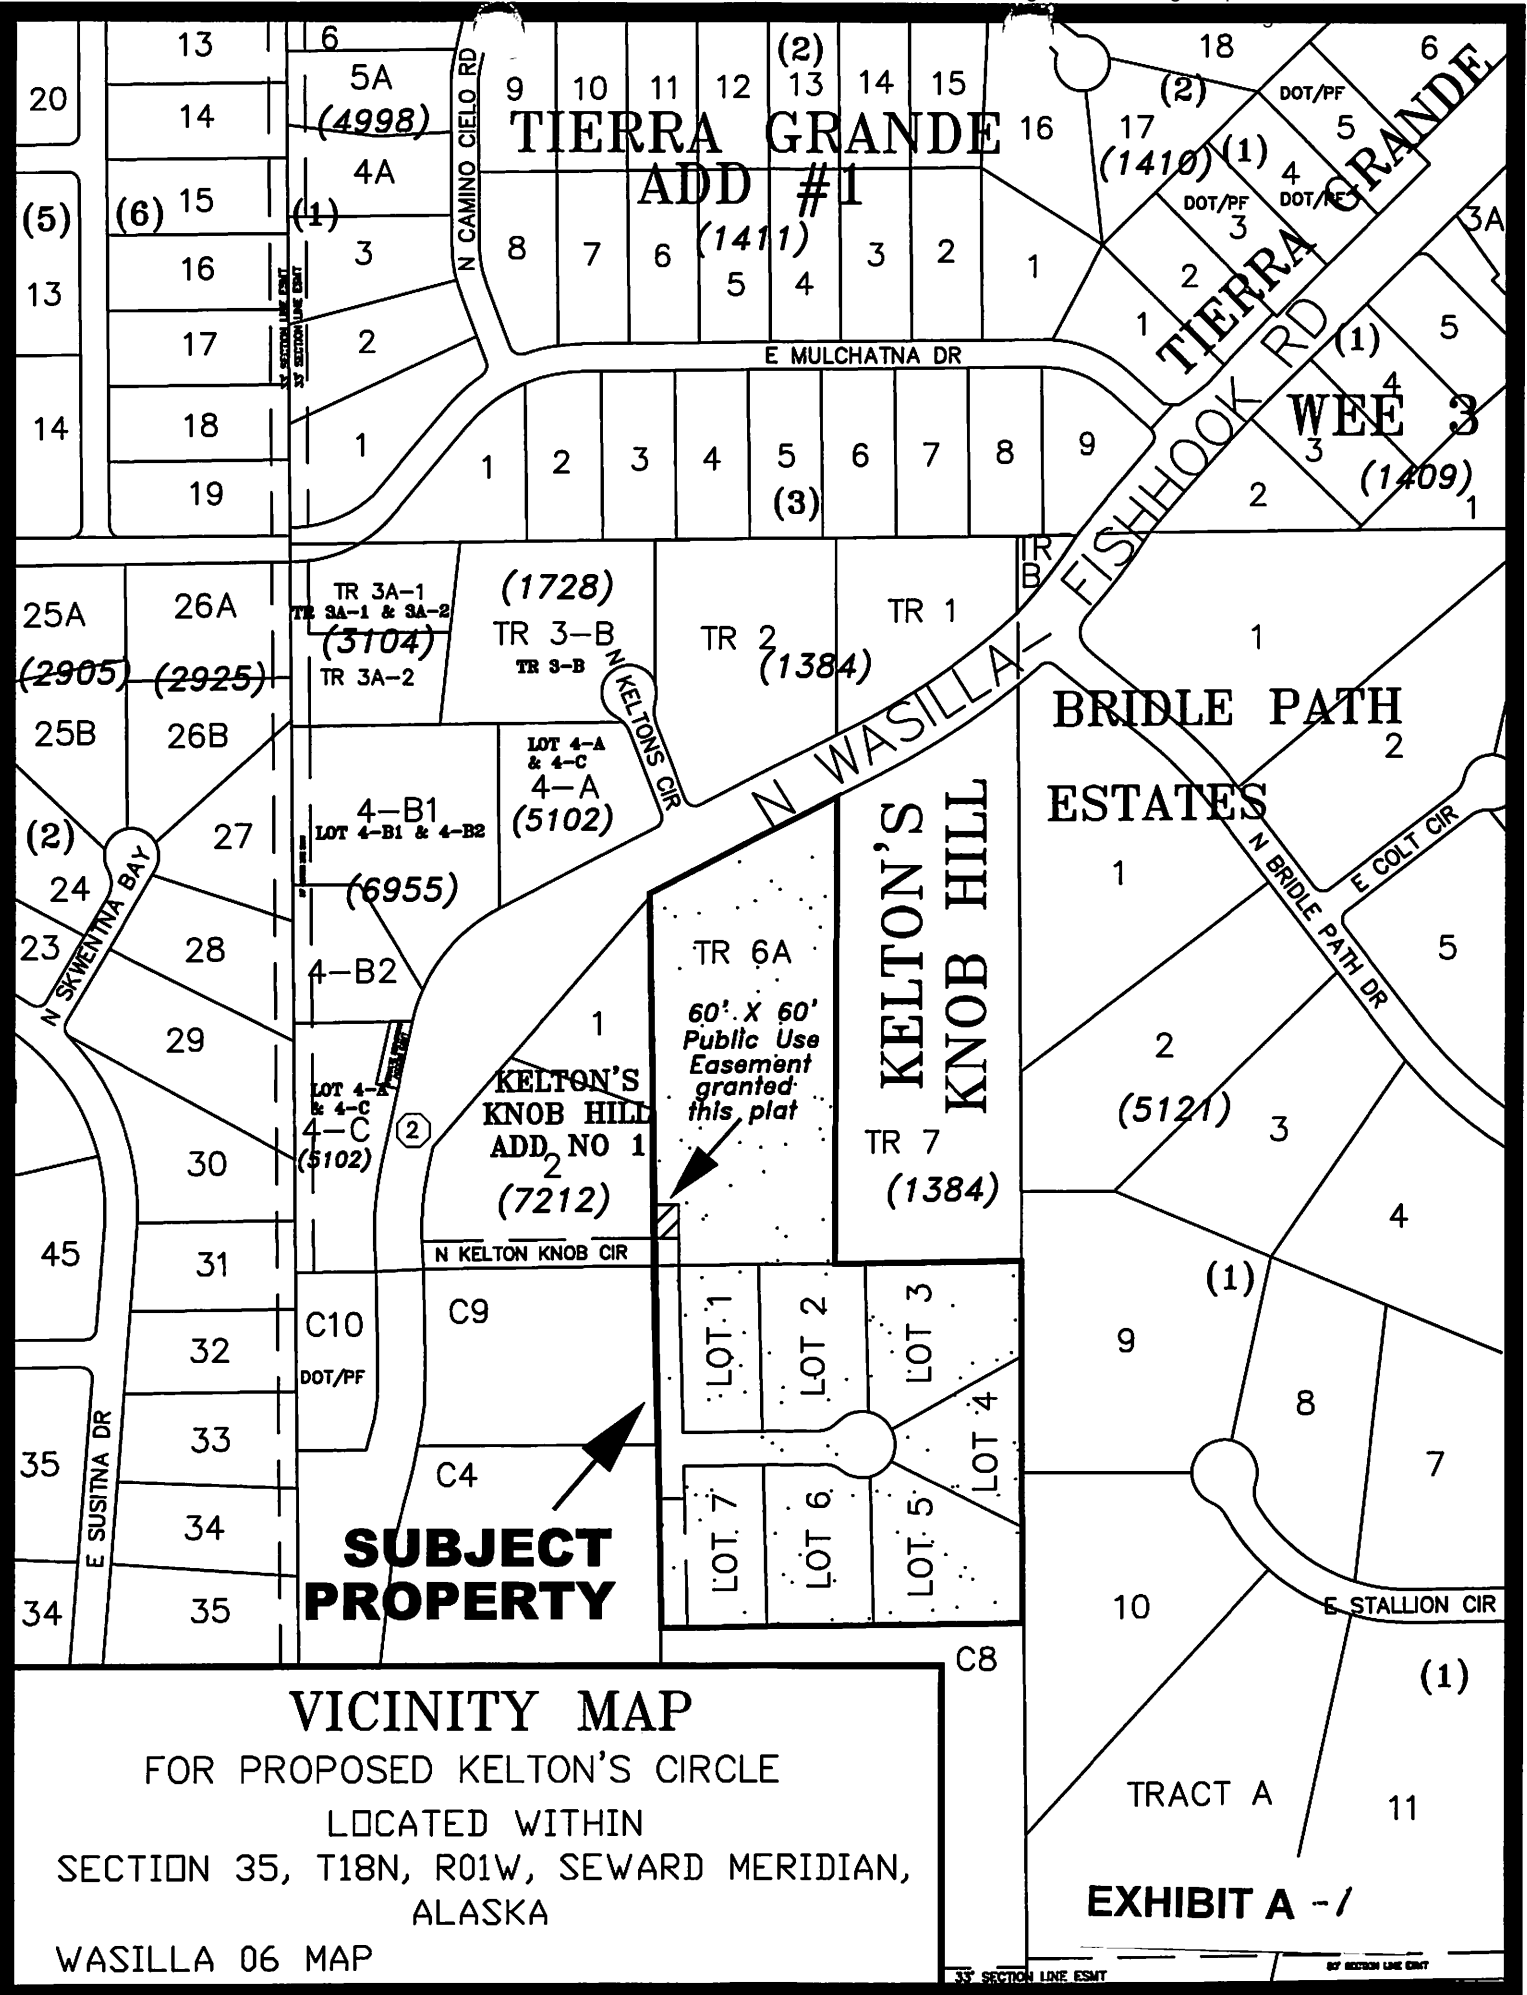 13
6
(2)
18
6
20
5A
9
10
11
12
13
14
15
(2)
DOT/PF
14
(4998)
N CAMINO CIELO RD
TIERRA GRANDE
16
17
5
4A
ADD #1
(1410)
(1)
4
DOT/PF
DOT/PF
TIERRA GRANDE
(5)
(6)
15
(1)
(1411)
3
3A
13
16
3
8
7
6
5
4
3
2
1
2
33' SECTION LINE ESMT
33' SECTION LINE ESMT
17
2
E MULCHATNA DR
1
(1)
5
14
18
1
1
2
3
4
5
6
7
8
9
4
WEE 3
3
19
(3)
2
(1409)
1
N WASILLA-FISHHOOK RD
25A
26A
TR 3A-1
TR 3A-1 & 3A-2
(3104)
TR 3A-2
(1728)
TR 3-B
TR 3-B
TR 2
TR 1
TR
B
(1384)
1
(2905)
(2925)
N KELTONS CIR
BRIDLE PATH
ESTATES
2
25B
26B
LOT 4-A
& 4-C
4-A
(5102)
4-B1
LOT 4-B1 & 4-B2
(6955)
(2)
27
24
N SKWENTNA BAY
23
28
4-B2
KELTON'S
KNOB HILL
1
N BRIDLE PATH DR
E COLT CIR
5
TR 6A
60' X 60'
Public Use
Easement
granted
this plat
29
1
2
(5121)
3
LOT 4-A
& 4-C
4-C
(5102)
2
KELTON'S
KNOB HILL
ADD NO 1
2
(7212)
TR 7
(1384)
30
4
45
31
N KELTON KNOB CIR
(1)
C10
DOT/PF
C9
LOT 1
LOT 2
LOT 3
LOT 4
9
32
8
33
35
E SUSITNA DR
C4
7
34
SUBJECT
PROPERTY
LOT 7
LOT 6
LOT 5
34
35
10
E STALLION CIR
C8
(1)
VICINITY MAP
FOR PROPOSED KELTON'S CIRCLE
LOCATED WITHIN
SECTION 35, T18N, R01W, SEWARD MERIDIAN,
ALASKA
WASILLA 06 MAP
TRACT A
11
EXHIBIT A -1
33' SECTION LINE ESMT